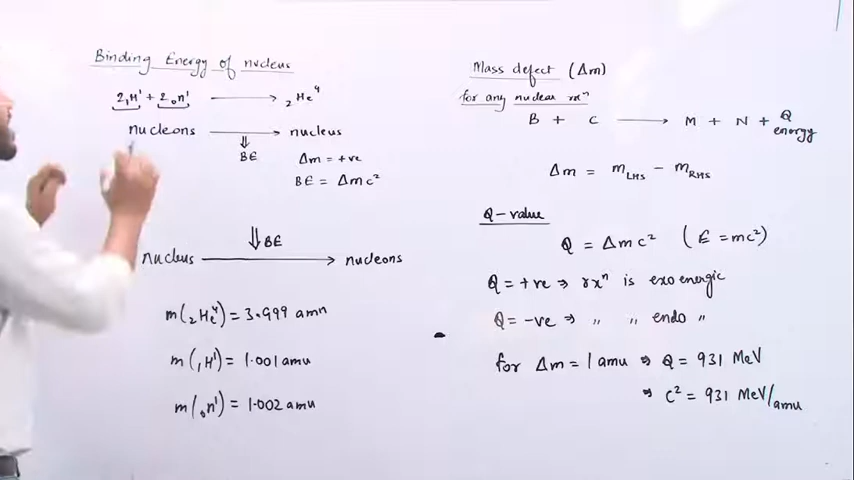 Binding Energy of nucleus
2₁H¹ + 2₀n¹ → ₂He⁴
nucleons → nucleus
⇓
BE
Δm = +ve
BE = Δmc²
⇓ BE
nucleus → nucleons
m(₂He⁴) = 3.999 amu
m(₁H¹) = 1.001 amu
m(₀n¹) = 1.002 amu
Mass defect (Δm)
for any nuclear rxⁿ
B + C → M + N + Q
energy
Δm = m_LHS − m_RHS
Q-value
Q = Δmc² (E = mc²)
Q = +ve ⇒ rxⁿ is exoenergic
Q = −ve ⇒ " " endo "
for Δm = 1 amu ⇒ Q = 931 MeV
⇒ C² = 931 MeV/amu